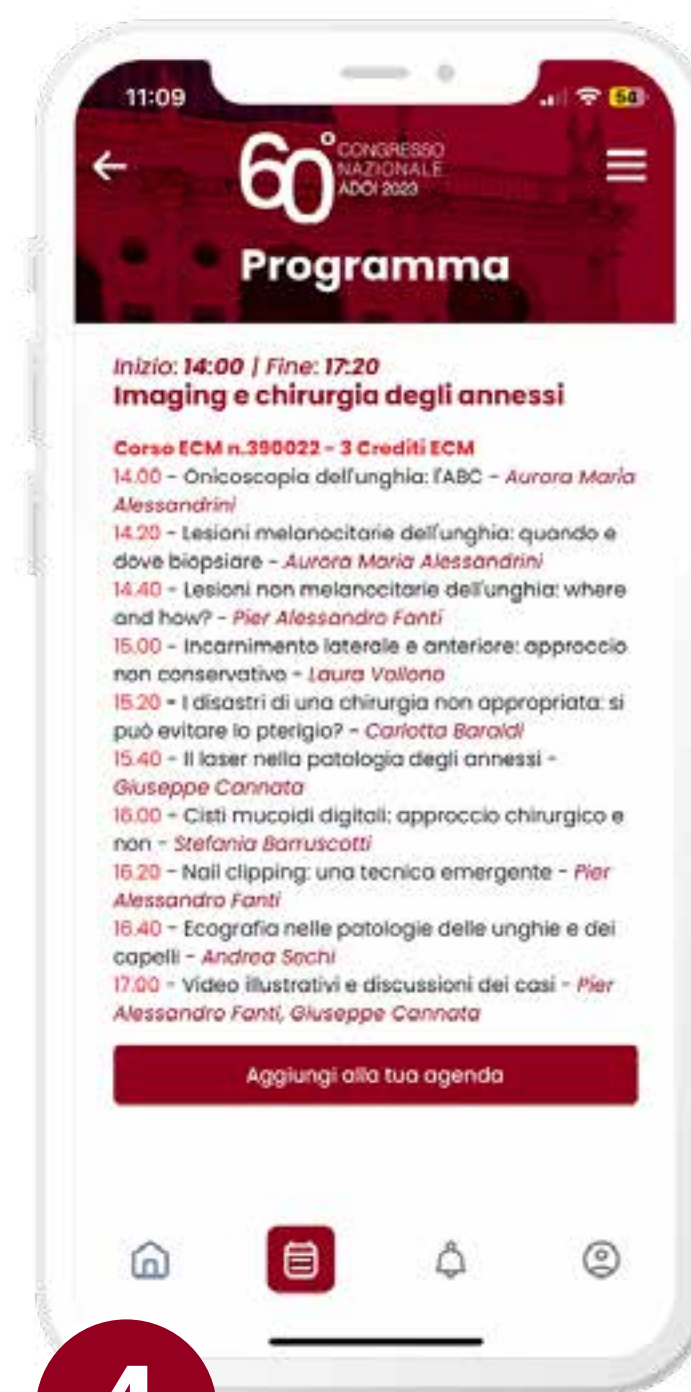 11:09
54
60°
CONGRESSO
NAZIONALE
ADOI 2023
Programma
Inizio: 14:00 | Fine: 17:20
Imaging e chirurgia degli annessi
Corso ECM n.390022 - 3 Crediti ECM
14.00 - Onicoscopia dell'unghia: l'ABC - Aurora Maria
Alessandrini
14.20 - Lesioni melanocitarie dell'unghia: quando e
dove biopsiare - Aurora Maria Alessandrini
14.40 - Lesioni non melanocitarie dell'unghia: where
and how? - Pier Alessandro Fanti
15.00 - Incarnimento laterale e anteriore: approccio
non conservativo - Laura Vollono
15.20 - I disastri di una chirurgia non appropriata: si
può evitare lo pterigio? - Carlotta Baraldi
15.40 - Il laser nella patologia degli annessi -
Giuseppe Cannata
16.00 - Cisti mucoidi digitali: approccio chirurgico e
non - Stefania Barruscotti
16.20 - Nail clipping: una tecnica emergente - Pier
Alessandro Fanti
16.40 - Ecografia nelle patologie delle unghie e dei
capelli - Andrea Sechi
17.00 - Video illustrativi e discussioni dei casi - Pier
Alessandro Fanti, Giuseppe Cannata
Aggiungi alla tua agenda
4